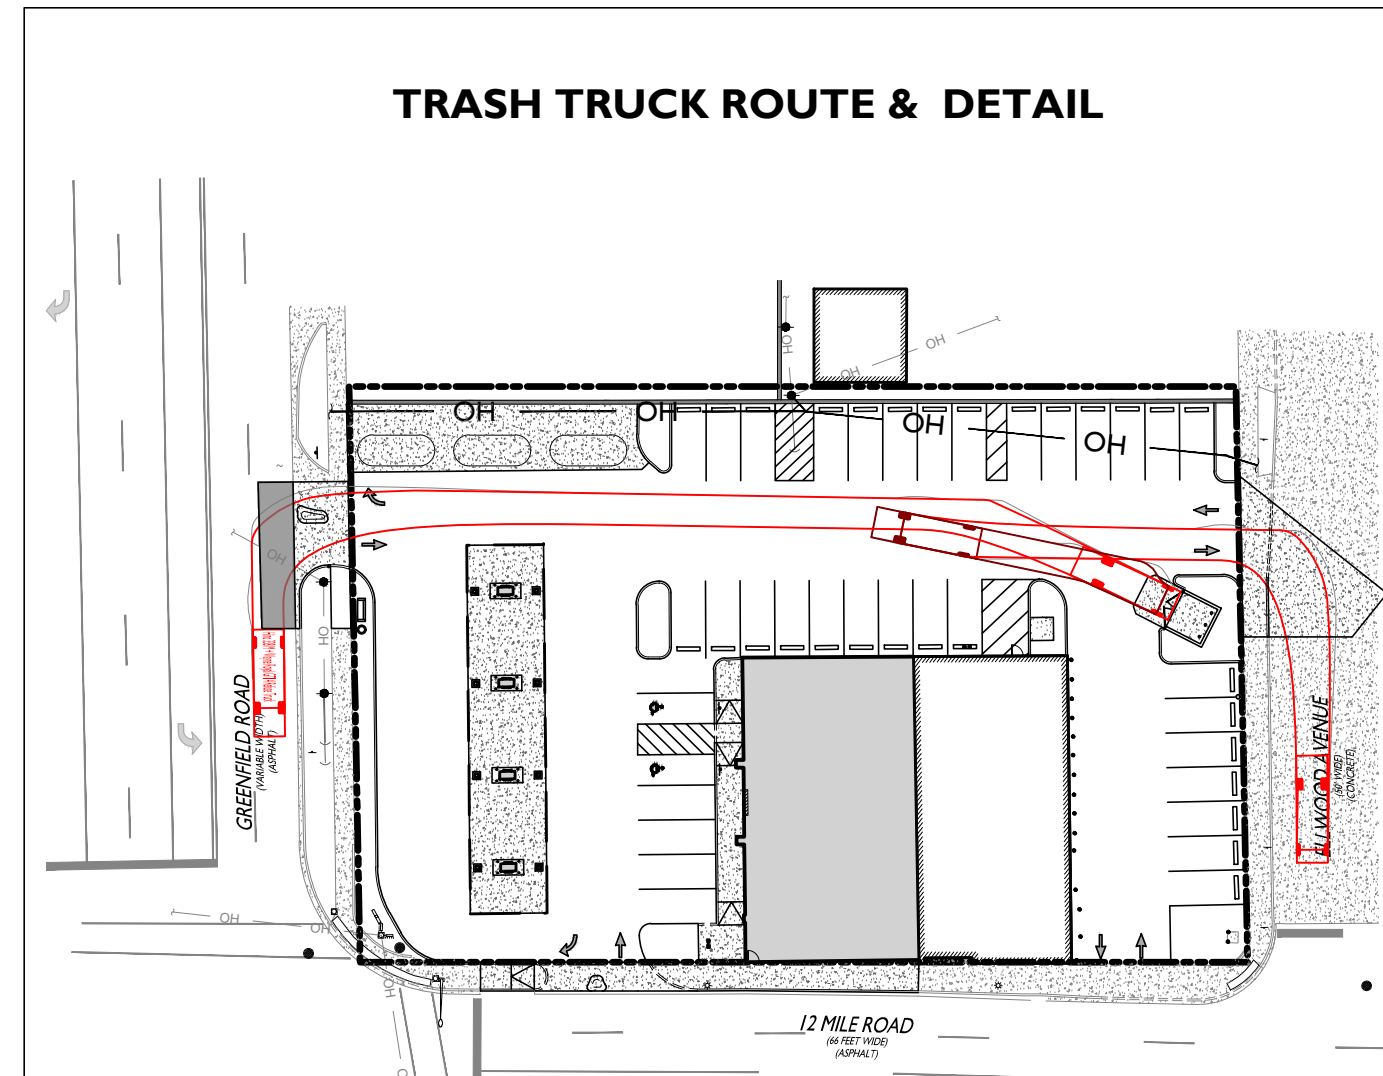 TRASH TRUCK ROUTE & DETAIL
OH
OH
OH
OH
OH
OH
OH
OH
OH
GREENFIELD ROAD
(VARIABLE WIDTH)
(ASPHALT)
ELLWOOD AVENUE
(50' WIDE)
(CONCRETE)
OH
OH
OH
12 MILE ROAD
(66 FEET WIDE)
(ASPHALT)